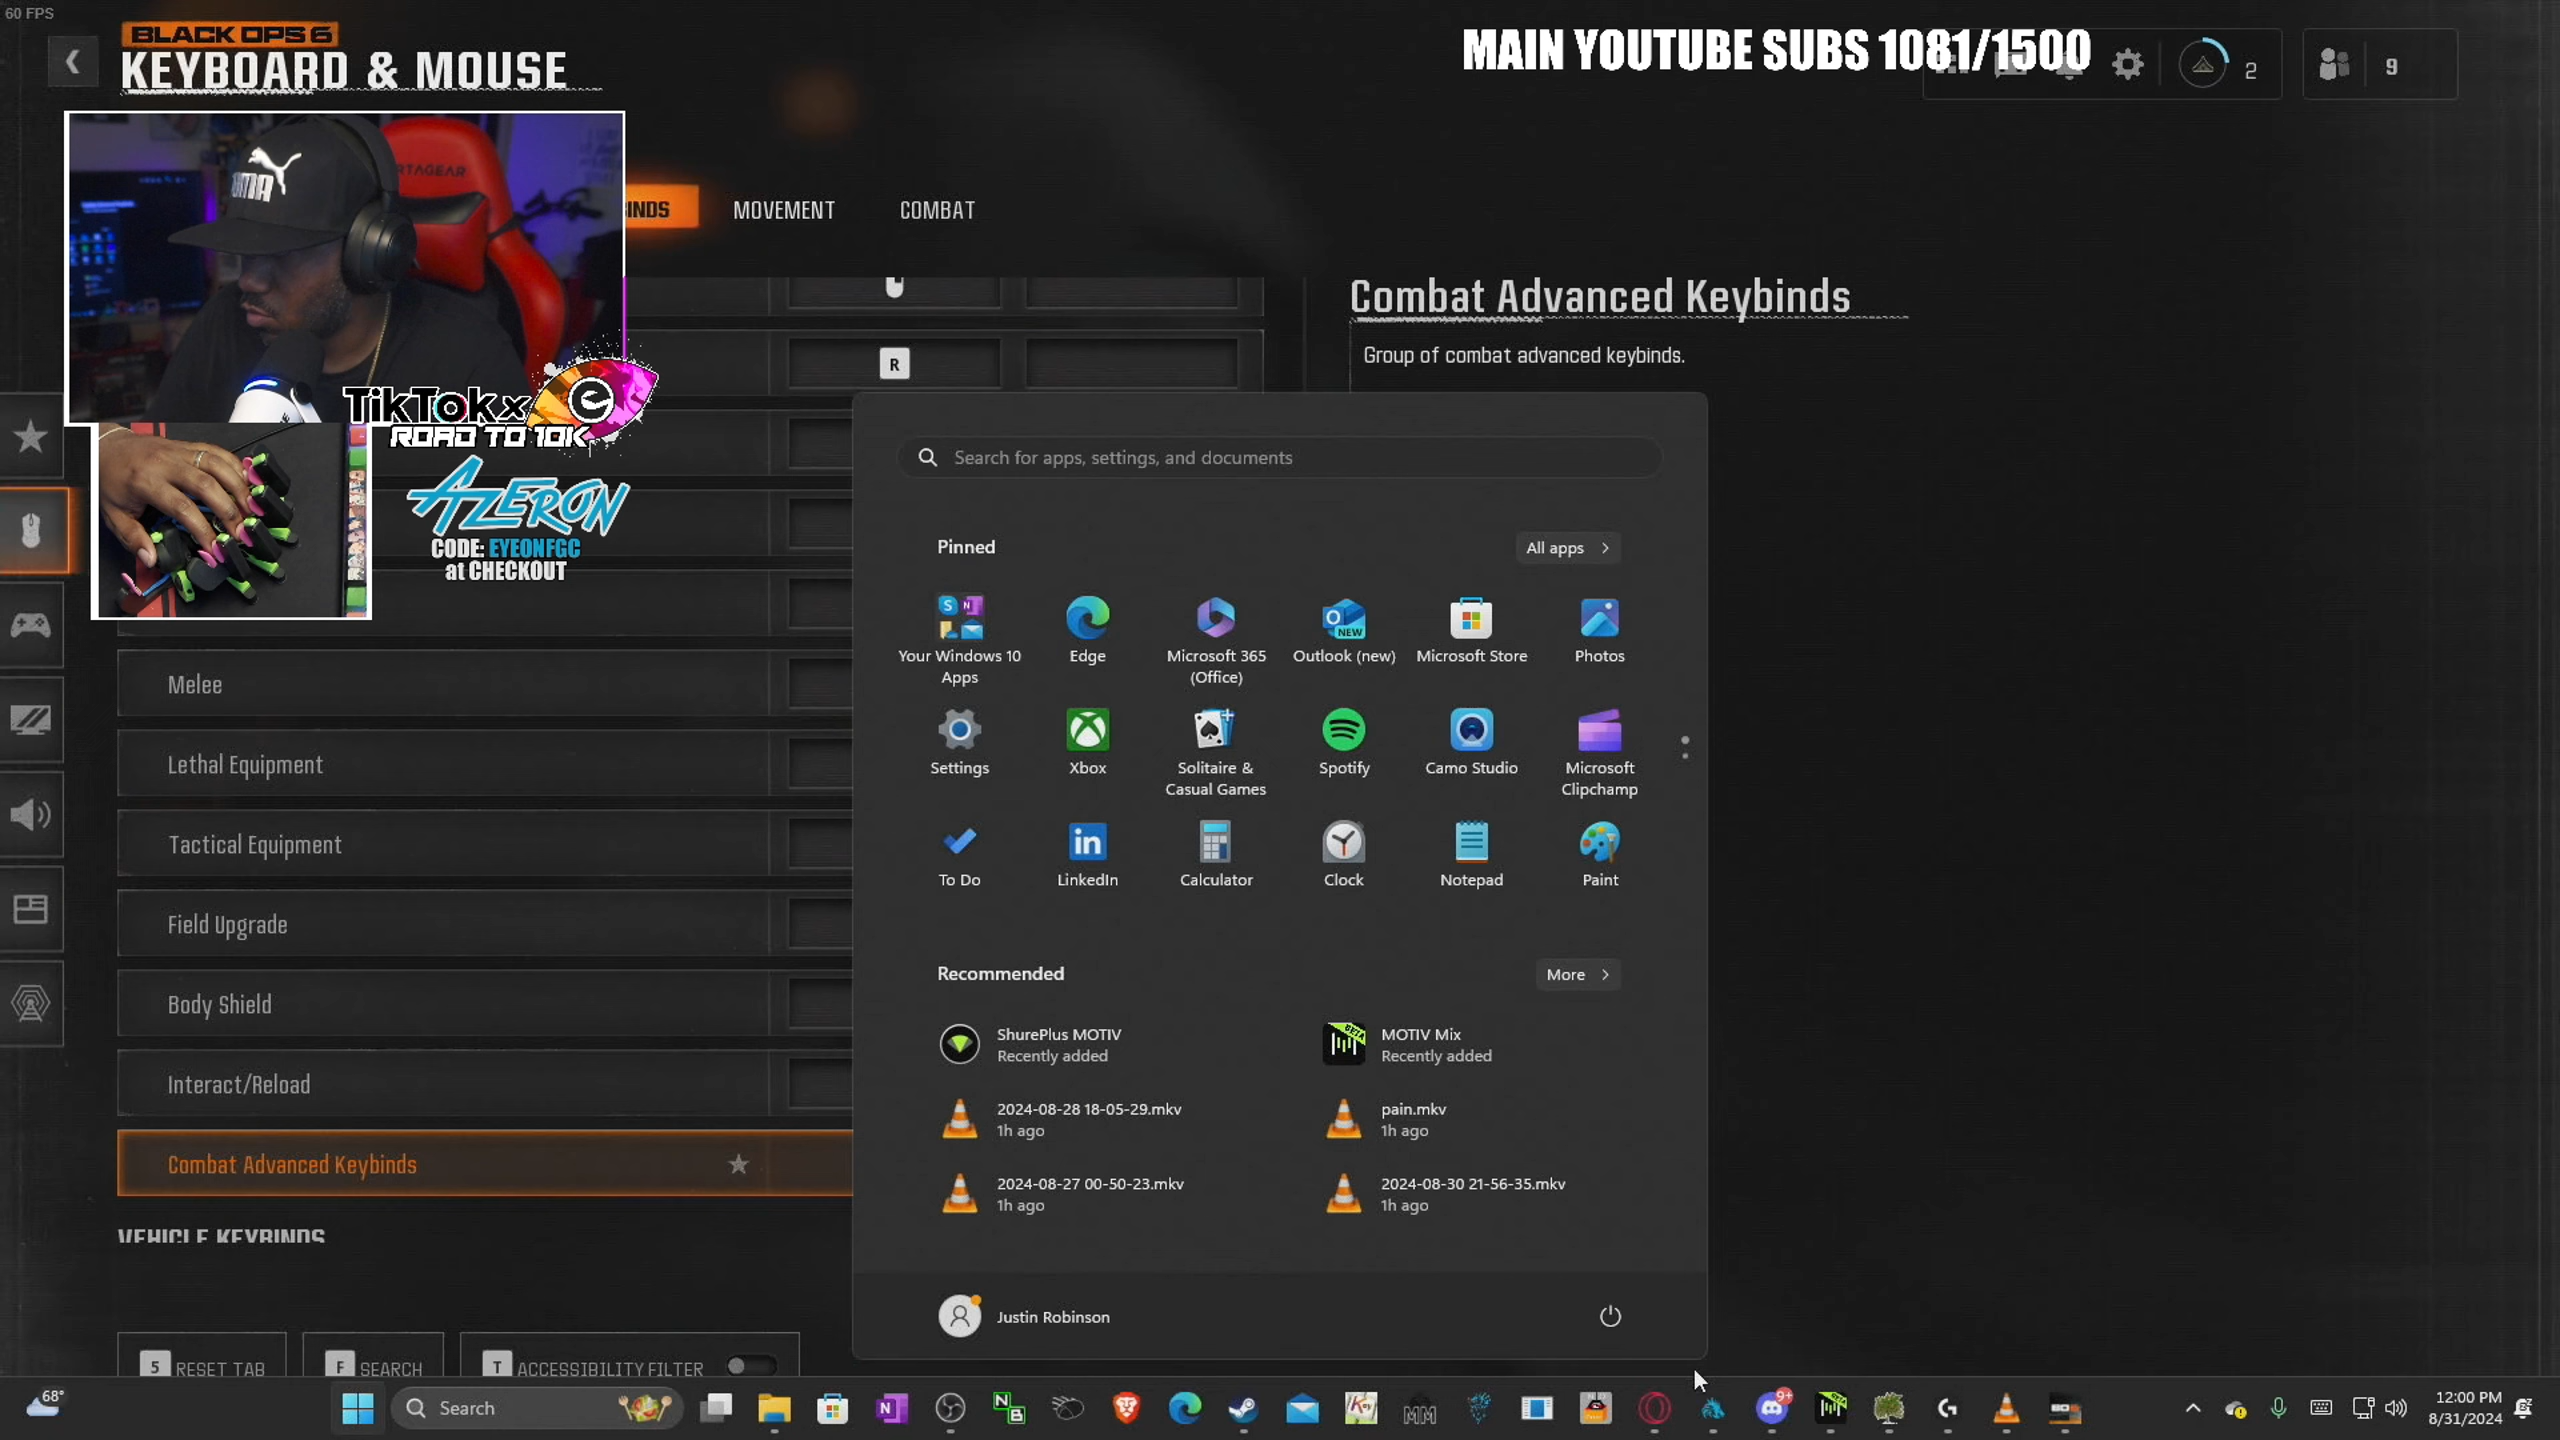 60 FPS
BLACK OPS 6
KEYBOARD & MOUSE
MAIN YOUTUBE SUBS 1081/1500
2
9
PUMA
RTAGEAR
INDS
MOVEMENT
COMBAT
Combat Advanced Keybinds
Group of combat advanced keybinds.
R
TikTok x
ROAD TO 10K
AZERON
CODE: EYEONFGC
at CHECKOUT
Melee
Lethal Equipment
Tactical Equipment
Field Upgrade
Body Shield
Interact/Reload
Combat Advanced Keybinds
VEHICLE KEYBINDS
5 RESET TAB
F SEARCH
T ACCESSIBILITY FILTER
Search for apps, settings, and documents
Pinned
All apps
Your Windows 10
Apps
Edge
Microsoft 365
(Office)
Outlook (new)
Microsoft Store
Photos
Settings
Xbox
Solitaire &
Casual Games
Spotify
Camo Studio
Microsoft
Clipchamp
To Do
LinkedIn
Calculator
Clock
Notepad
Paint
Recommended
More
ShurePlus MOTIV
Recently added
MOTIV Mix
Recently added
2024-08-28 18-05-29.mkv
1h ago
pain.mkv
1h ago
2024-08-27 00-50-23.mkv
1h ago
2024-08-30 21-56-35.mkv
1h ago
Justin Robinson
68°
Search
9+
12:00 PM
8/31/2024